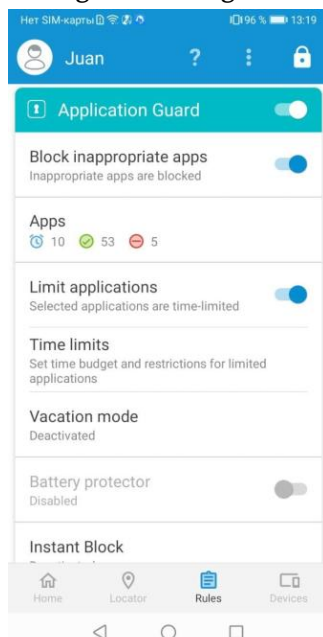 Нет SIM-карты 96 % 13:19
Juan ?
Application Guard
Block inappropriate apps
Inappropriate apps are blocked
Apps
10 53 5
Limit applications
Selected applications are time-limited
Time limits
Set time budget and restrictions for limited
applications
Vacation mode
Deactivated
Battery protector
Disabled
Instant Block
Home Locator Rules Devices